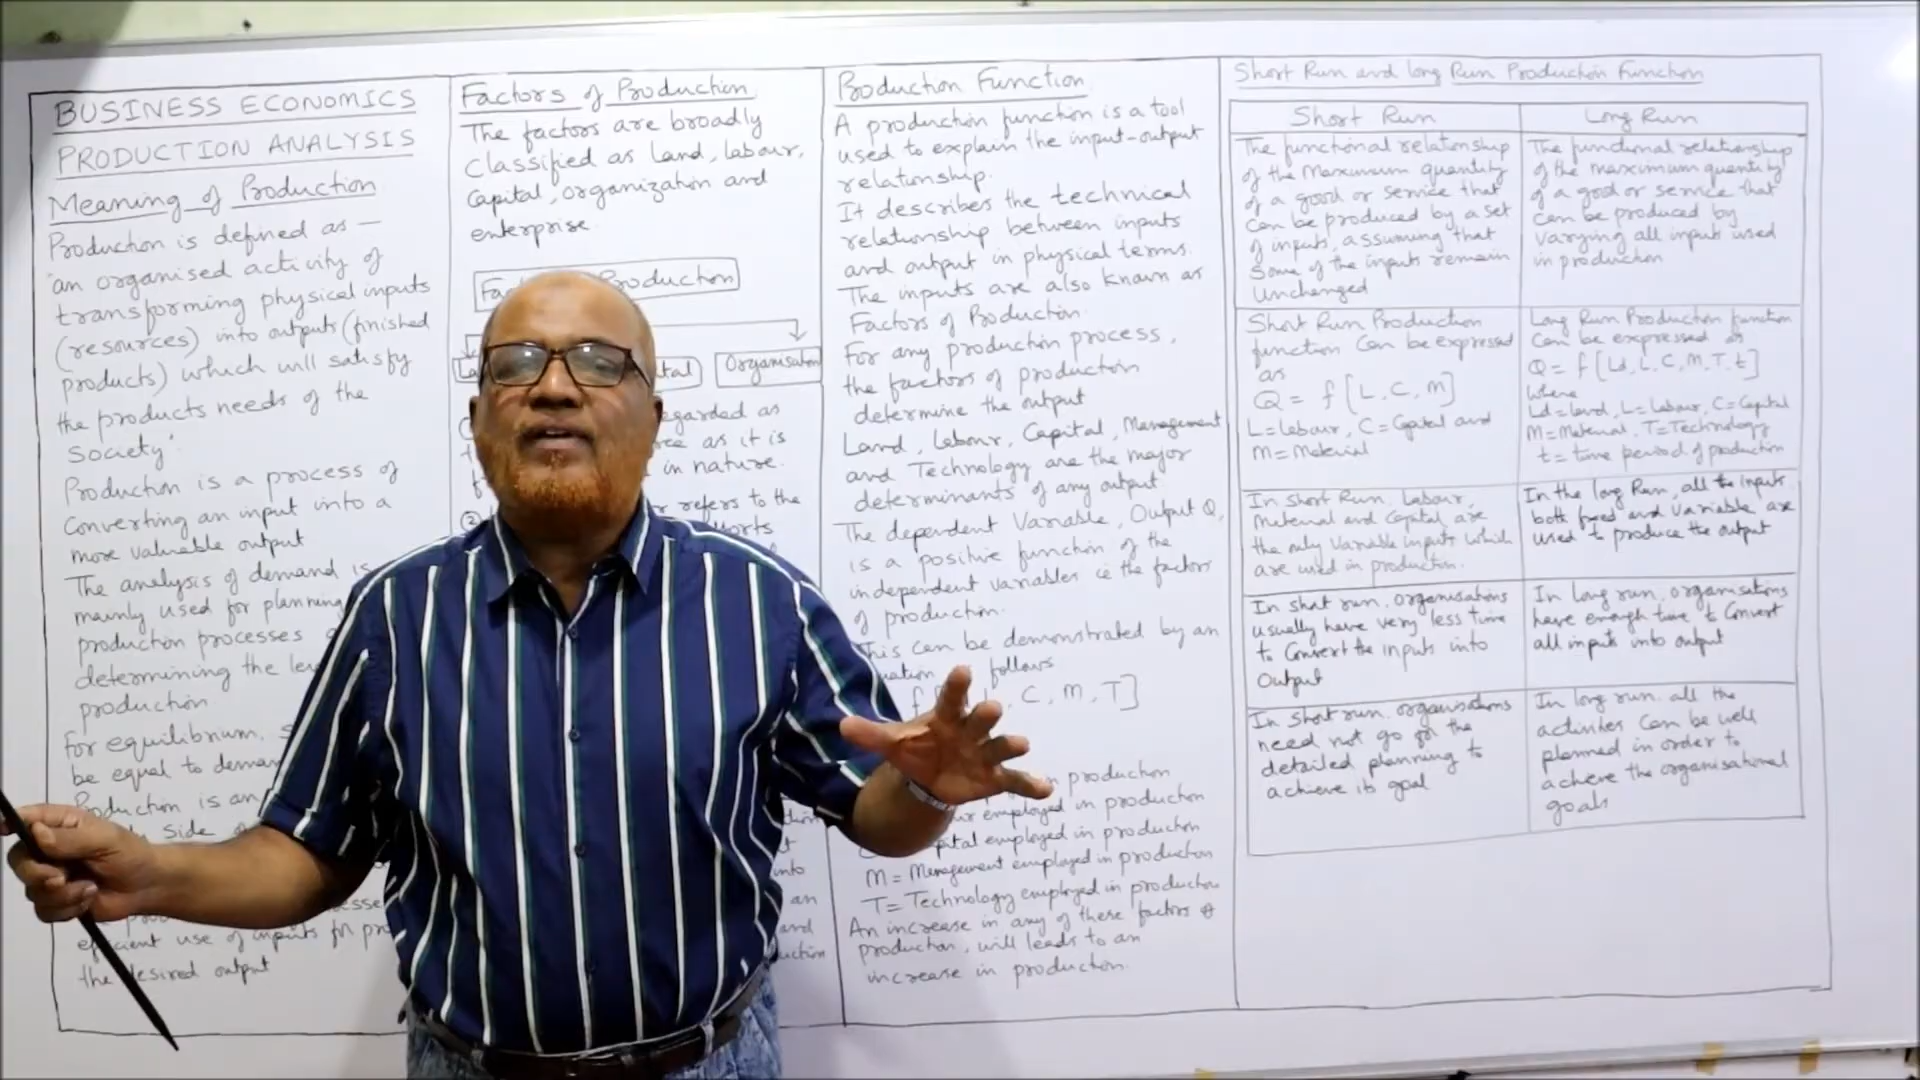 BUSINESS ECONOMICS
PRODUCTION ANALYSIS
Meaning of Production
Production is defined as —
"an organised activity of
transforming physical inputs
(resources) into outputs (finished
products) which will satisfy
the products needs of the
Society".
Production is a process of
Converting an input into a
more valuable output
The analysis of demand is
mainly used for planning
production processes
determining the
production
For equilibrium,
be equal to
Production is an
Side
efficient use of inputs for
the desired output
Factors of Production
The factors are broadly
classified as Land, labour,
Capital, organization and
enterprise.
Production
Organisation
regarded as
as it is
in nature.
②
refers to the
into
an
and
Production Function
A production function is a tool
used to explain the input-output
relationship.
It describes the technical
relationship between inputs
and output in physical terms.
The inputs are also known as
Factors of Production.
For any production process,
the factors of production
determine the output
Land, Labour, Capital, Management
and Technology are the major
determinants of any output.
The dependent Variable, Output Q,
is a positive function of the
independent variables ie the factors
of production.
This can be demonstrated by an
follows
f [ , C, M, T]
production
employed in production
employed in production
M = Management employed in production
T = Technology employed in production
An increase in any of these factors of
production, will leads to an
increase in production.
Short Run and long Run Production Function
Short Run
The functional relationship
of the maximum quantity
of a good or service that
can be produced by a set
of inputs, assuming that
some of the inputs remain
Unchanged
Long Run
The functional relationship
of the maximum quantity
of a good or service that
can be produced by
varying all inputs used
in production
Short Run Production
function can be expressed
as
Q = f [L, C, M]
L = Labour, C = Capital and
M = Material
Long Run Production function
can be expressed as
Q = f [Ld, L, C, M, T, t]
Where
Ld = land, L = Labour, C = Capital
M = Material, T = Technology
t = time period of production
In short Run, Labour,
Material and Capital are
the only variable inputs which
are used in production.
In the long Run, all the inputs
both fixed and variable are
used to produce the output
In short run, organisations
usually have very less time
to Convert the inputs into
Output
In long run, organisations
have enough time to Convert
all inputs into output
In short run, organisations
need not go for the
detailed planning to
achieve its goal
In long run, all the
activities can be well
planned in order to
achieve the organisational
goals